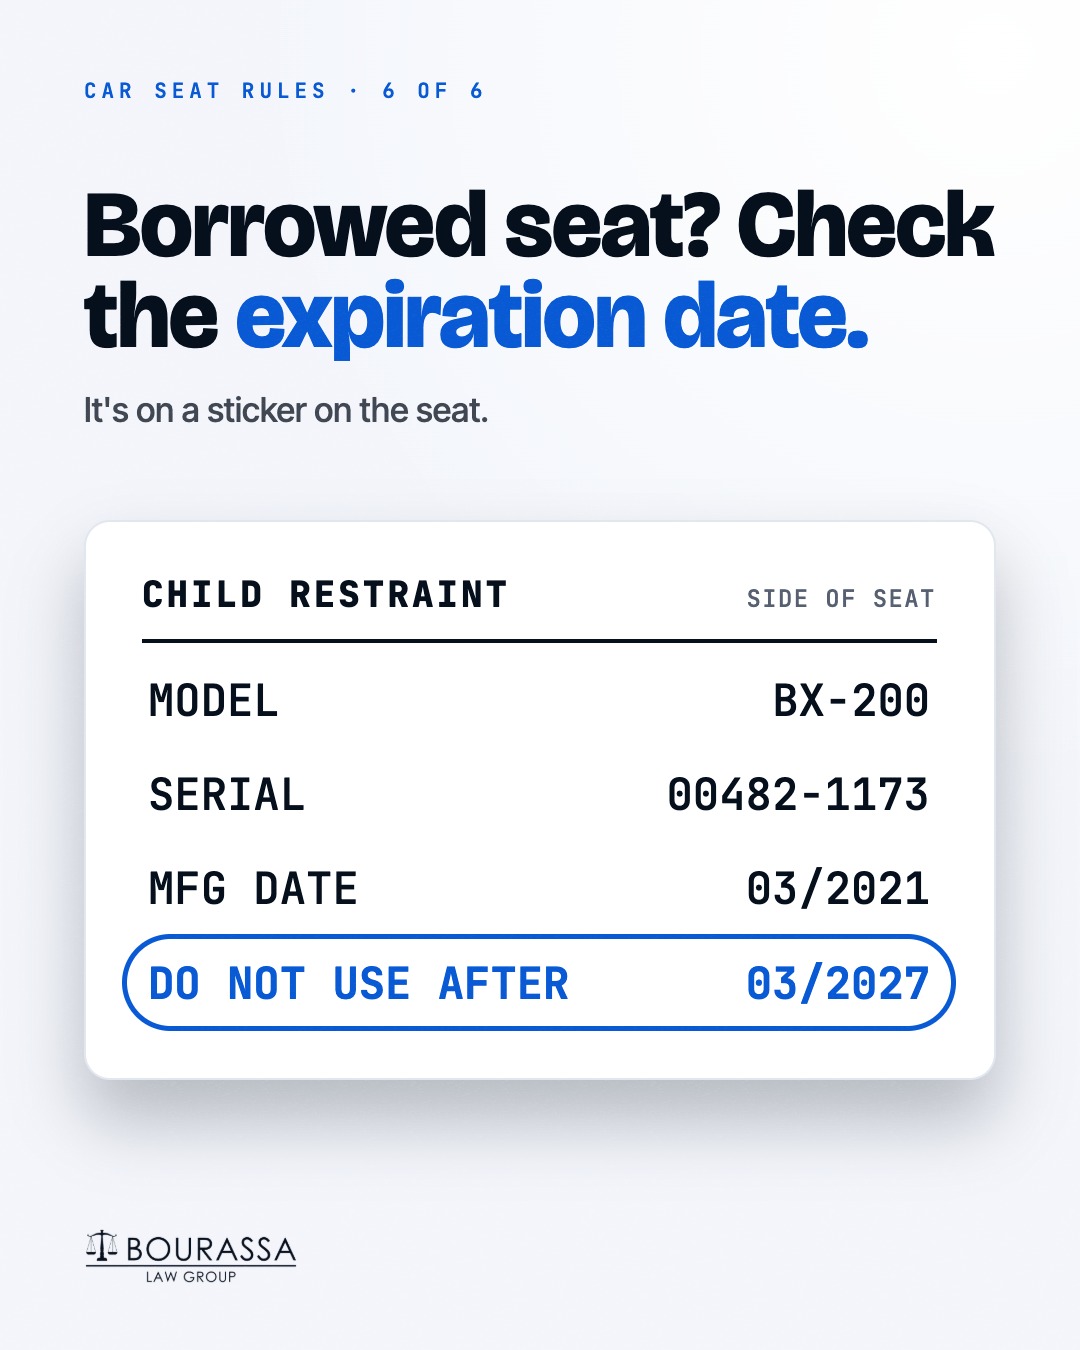 CAR SEAT RULES · 6 OF 6
Borrowed seat? Check
the expiration date.
It's on a sticker on the seat.
CHILD RESTRAINT SIDE OF SEAT
MODEL BX-200
SERIAL 00482-1173
MFG DATE 03/2021
DO NOT USE AFTER 03/2027
BOURASSA
LAW GROUP